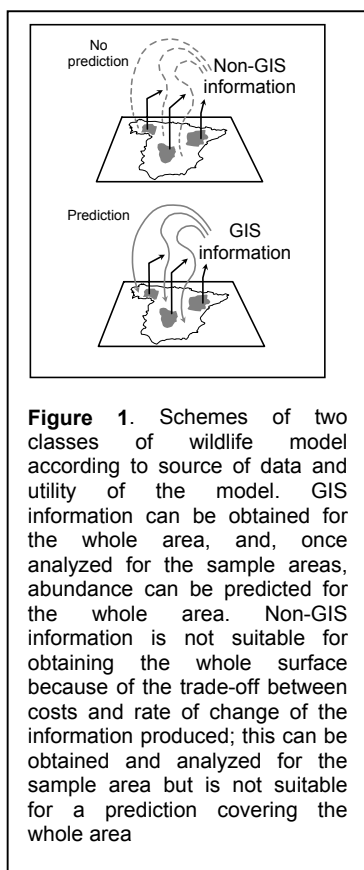 No
prediction
Non-GIS
information
Prediction
GIS
information
Figure 1. Schemes of two
classes of wildlife model
according to source of data and
utility of the model. GIS
information can be obtained for
the whole area, and, once
analyzed for the sample areas,
abundance can be predicted for
the whole area. Non-GIS
information is not suitable for
obtaining the whole surface
because of the trade-off between
costs and rate of change of the
information produced; this can be
obtained and analyzed for the
sample area but is not suitable
for a prediction covering the
whole area